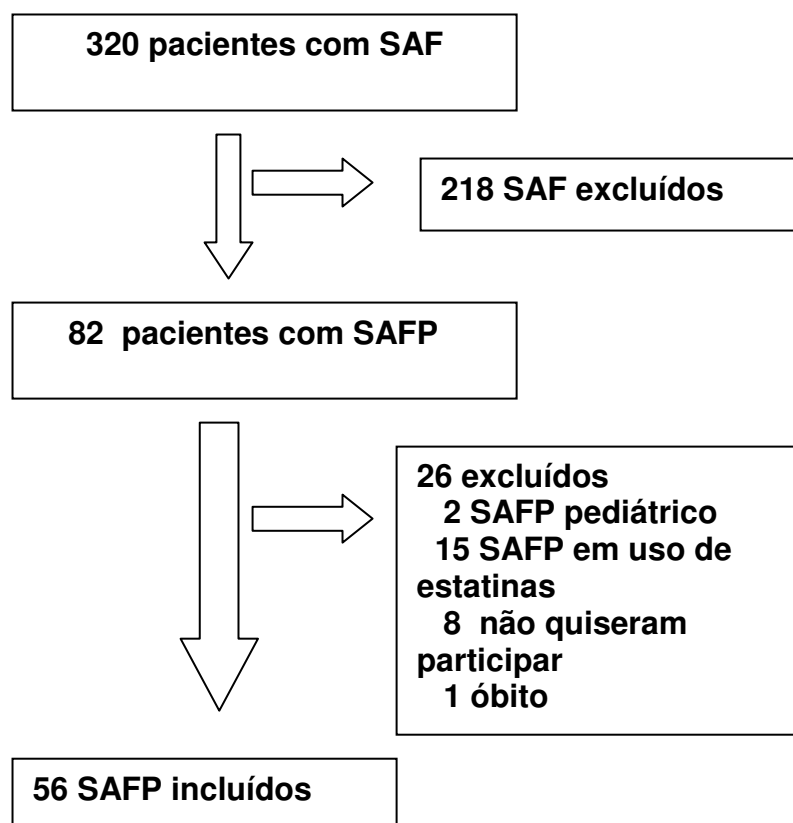 320 pacientes com SAF
218 SAF excluídos
82 pacientes com SAFP
26 excluídos
2 SAFP pediátrico
15 SAFP em uso de
estatinas
8 não quiseram
participar
1 óbito
56 SAFP incluídos